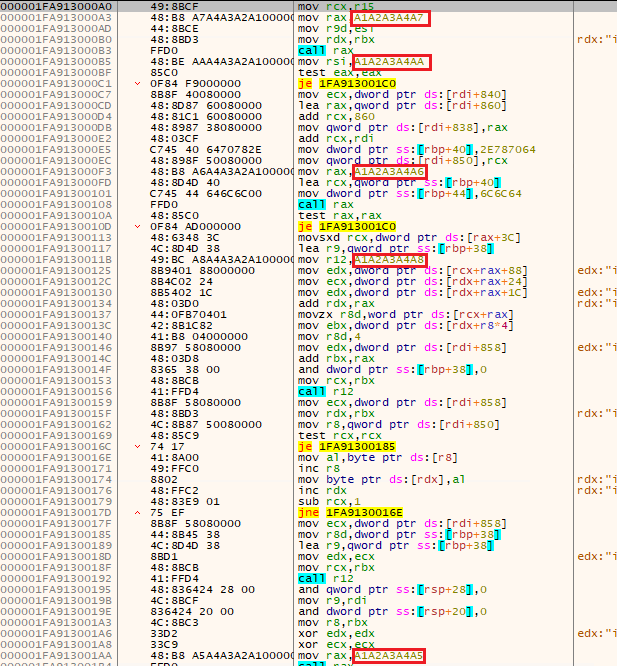 000001FA913000A0 49:8BCF mov rcx,r15
000001FA913000A3 48:B8 A7A4A3A2A100000 mov rax,A1A2A3A4A7
000001FA913000AD 44:8BCE mov r9d,esi
000001FA913000B0 48:8BD3 mov rdx,rbx rdx:"i
000001FA913000B3 FFD0 call rax
000001FA913000B5 48:BE AAA4A3A2A100000 mov rsi,A1A2A3A4AA
000001FA913000BF 85C0 test eax,eax
000001FA913000C1 0F84 F9000000 je 1FA913001C0
000001FA913000C7 8B8F 40080000 mov ecx,dword ptr ds:[rdi+840]
000001FA913000CD 48:8D87 60080000 lea rax,qword ptr ds:[rdi+860]
000001FA913000D4 48:81C1 60080000 add rcx,860
000001FA913000DB 48:8987 38080000 mov qword ptr ds:[rdi+838],rax
000001FA913000E2 48:03CF add rcx,rdi
000001FA913000E5 C745 40 6470782E mov dword ptr ss:[rbp+40],2E787064
000001FA913000EC 48:898F 50080000 mov qword ptr ds:[rdi+850],rcx
000001FA913000F3 48:B8 A6A4A3A2A100000 mov rax,A1A2A3A4A6
000001FA913000FD 48:8D4D 40 lea rcx,qword ptr ss:[rbp+40]
000001FA91300101 C745 44 646C6C00 mov dword ptr ss:[rbp+44],6C6C64
000001FA91300108 FFD0 call rax
000001FA9130010A 48:85C0 test rax,rax
000001FA9130010D 0F84 AD000000 je 1FA913001C0
000001FA91300113 48:6348 3C movsxd rcx,dword ptr ds:[rax+3C]
000001FA91300117 4C:8D4D 38 lea r9,qword ptr ss:[rbp+38]
000001FA9130011B 49:BC A8A4A3A2A100000 mov r12,A1A2A3A4A8
000001FA91300125 8B9401 88000000 mov edx,dword ptr ds:[rcx+rax+88] edx:"i
000001FA9130012C 8B4C02 24 mov ecx,dword ptr ds:[rdx+rax+24]
000001FA91300130 8B5402 1C mov edx,dword ptr ds:[rdx+rax+1C] edx:"i
000001FA91300134 48:03D0 add rdx,rax rdx:"i
000001FA91300137 44:0FB70401 movzx r8d,word ptr ds:[rcx+rax]
000001FA9130013C 42:8B1C82 mov ebx,dword ptr ds:[rdx+r8*4]
000001FA91300140 41:B8 04000000 mov r8d,4
000001FA91300146 8B97 58080000 mov edx,dword ptr ds:[rdi+858] edx:"i
000001FA9130014C 48:03D8 add rbx,rax
000001FA9130014F 8365 38 00 and dword ptr ss:[rbp+38],0
000001FA91300153 48:8BCB mov rcx,rbx
000001FA91300156 41:FFD4 call r12
000001FA91300159 8B8F 58080000 mov ecx,dword ptr ds:[rdi+858]
000001FA9130015F 48:8BD3 mov rdx,rbx rdx:"i
000001FA91300162 4C:8B87 50080000 mov r8,qword ptr ds:[rdi+850]
000001FA91300169 48:85C9 test rcx,rcx
000001FA9130016C 74 17 je 1FA91300185
000001FA9130016E 41:8A00 mov al,byte ptr ds:[r8]
000001FA91300171 49:FFC0 inc r8
000001FA91300174 8802 mov byte ptr ds:[rdx],al rdx:"i
000001FA91300176 48:FFC2 inc rdx rdx:"i
000001FA91300179 48:83E9 01 sub rcx,1
000001FA9130017D 75 EF jne 1FA9130016E
000001FA9130017F 8B8F 58080000 mov ecx,dword ptr ds:[rdi+858]
000001FA91300185 44:8B45 38 mov r8d,dword ptr ss:[rbp+38]
000001FA91300189 4C:8D4D 38 lea r9,qword ptr ss:[rbp+38]
000001FA9130018D 8BD1 mov edx,ecx edx:"i
000001FA9130018F 48:8BCB mov rcx,rbx
000001FA91300192 41:FFD4 call r12
000001FA91300195 48:836424 28 00 and qword ptr ss:[rsp+28],0
000001FA9130019B 4C:8BCF mov r9,rdi
000001FA9130019E 836424 20 00 and dword ptr ss:[rsp+20],0
000001FA913001A3 4C:8BC3 mov r8,rbx
000001FA913001A6 33D2 xor edx,edx edx:"i
000001FA913001A8 33C9 xor ecx,ecx
000001FA913001AA 48:B8 A5A4A3A2A100000 mov rax,A1A2A3A4A5
000001FA913001B4 FFD0 call rax